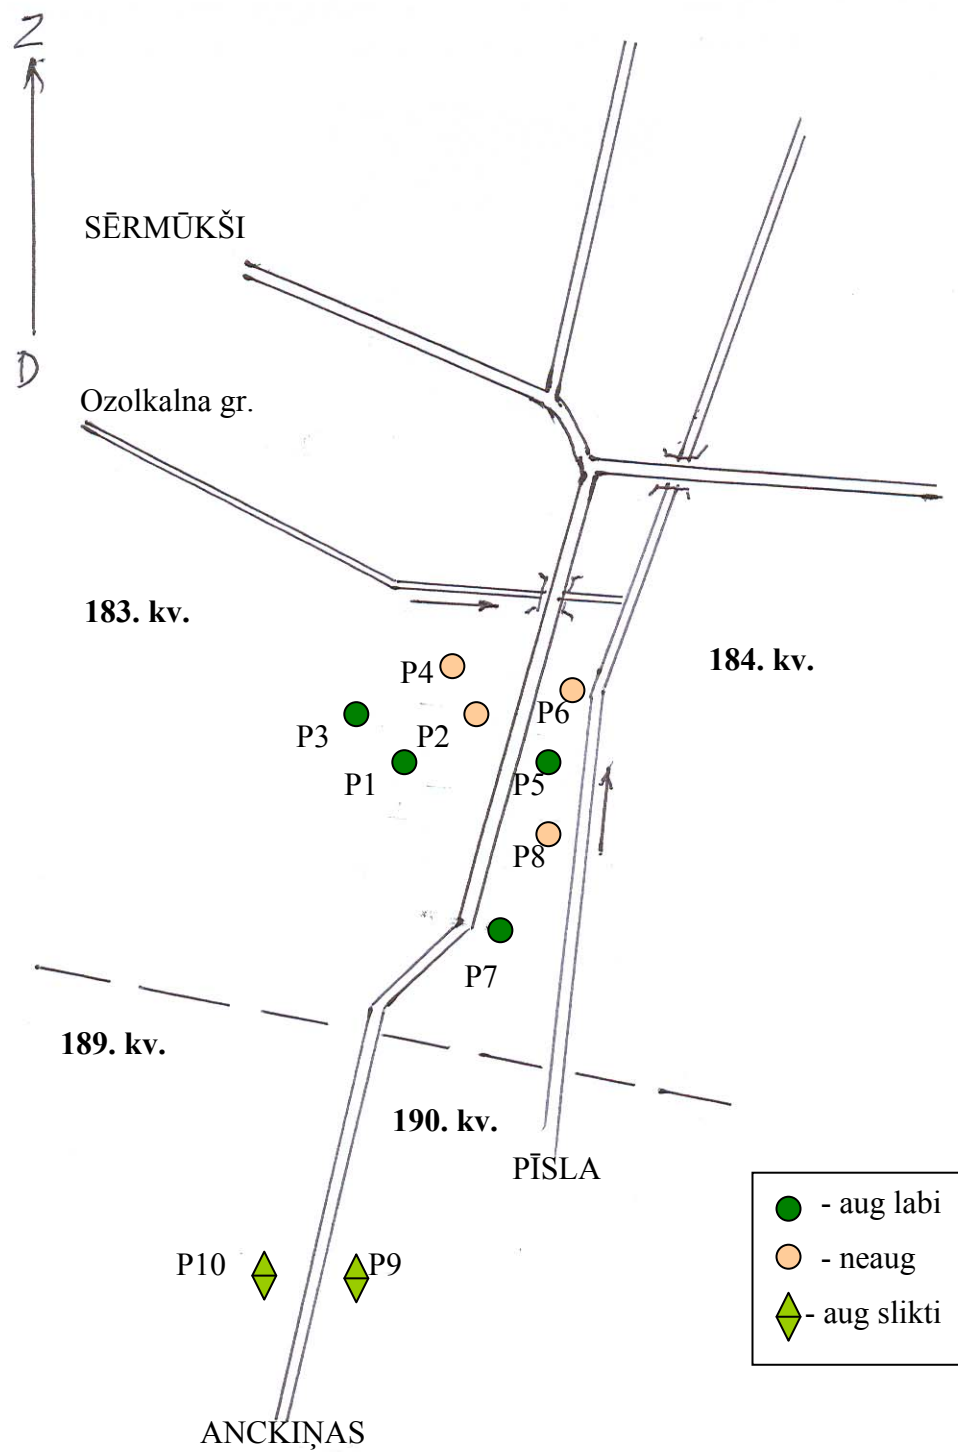 Z
SĒRMŪKŠI
D
Ozolkalna gr.
183. kv.
184. kv.
P4
P6
P3
P2
P1
P5
P8
P7
189. kv.
190. kv.
PĪSLA
- aug labi
- neaug
- aug slikti
P10
P9
ANCKIŅAS